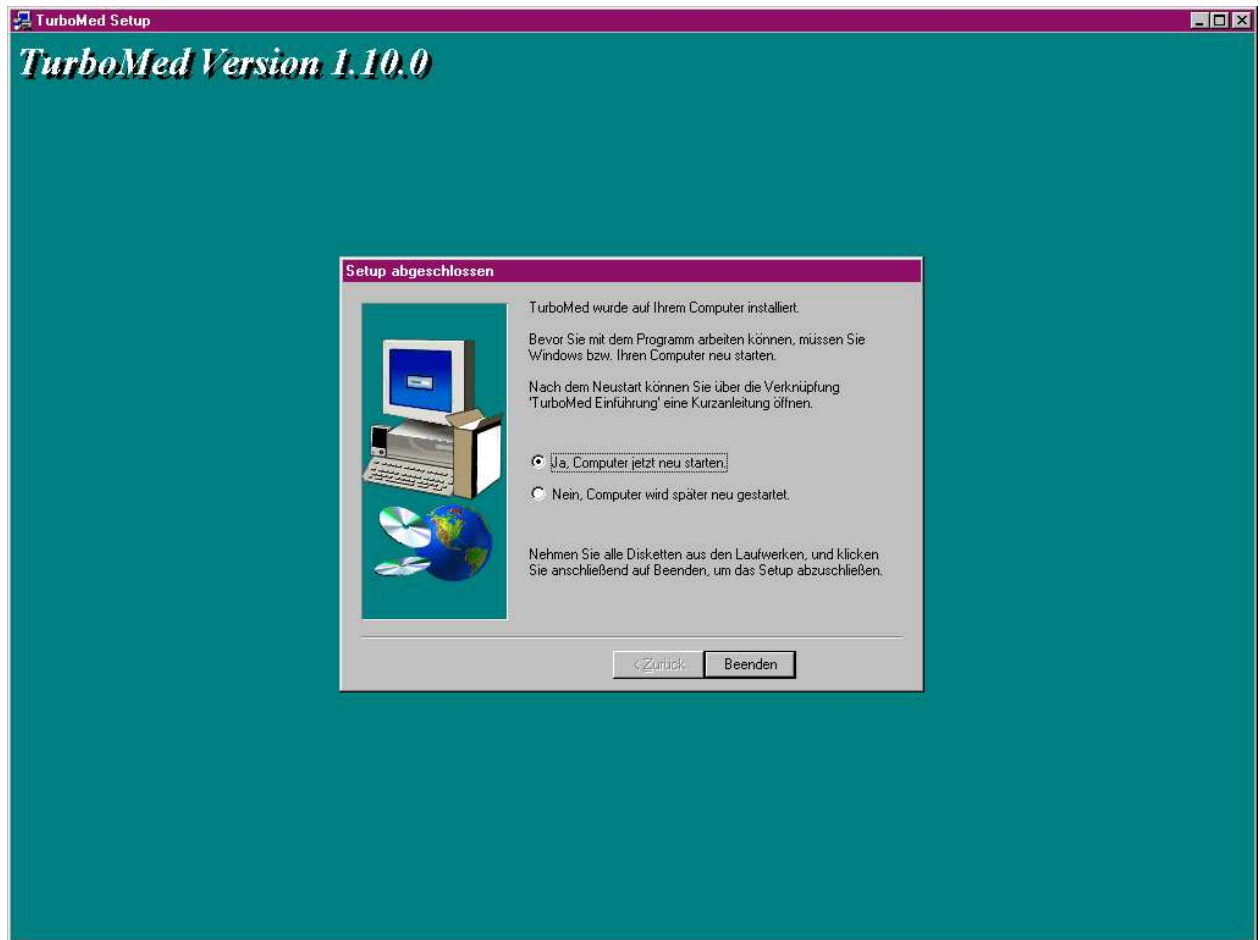 TurboMed Setup
TurboMed Version 1.10.0
Setup abgeschlossen
TurboMed wurde auf Ihrem Computer installiert.
Bevor Sie mit dem Programm arbeiten können, müssen Sie
Windows bzw. Ihren Computer neu starten.
Nach dem Neustart können Sie über die Verknüpfung
'TurboMed Einführung' eine Kurzanleitung öffnen.
Ja, Computer jetzt neu starten.
Nein, Computer wird später neu gestartet.
Nehmen Sie alle Disketten aus den Laufwerken, und klicken
Sie anschließend auf Beenden, um das Setup abzuschließen.
< Zurück Beenden